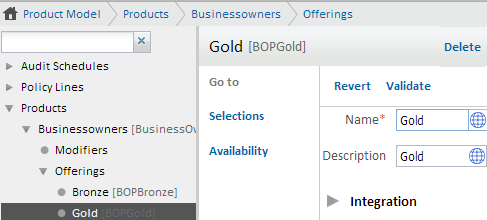 Product Model Products Businessowners Offerings
Gold [BOPGold] Delete
×
Audit Schedules
Policy Lines
Products
Businessowners [BusinessOw
Modifiers
Offerings
Bronze [BOPBronze]
Gold [BOPGold]
Go to
Selections
Availability
Revert Validate
Name* Gold
Description Gold
Integration